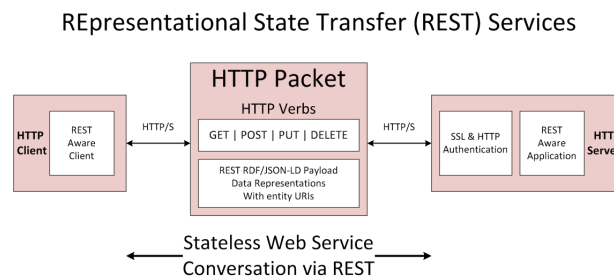 REpresentational State Transfer (REST) Services
HTTP Packet
HTTP Verbs
GET | POST | PUT | DELETE
REST RDF/JSON-LD Payload
Data Representations
With entity URIs
HTTP
Client
REST
Aware
Client
HTTP/S
HTTP/S
SSL & HTTP
Authentication
REST
Aware
Application
Stateless Web Service
Conversation via REST